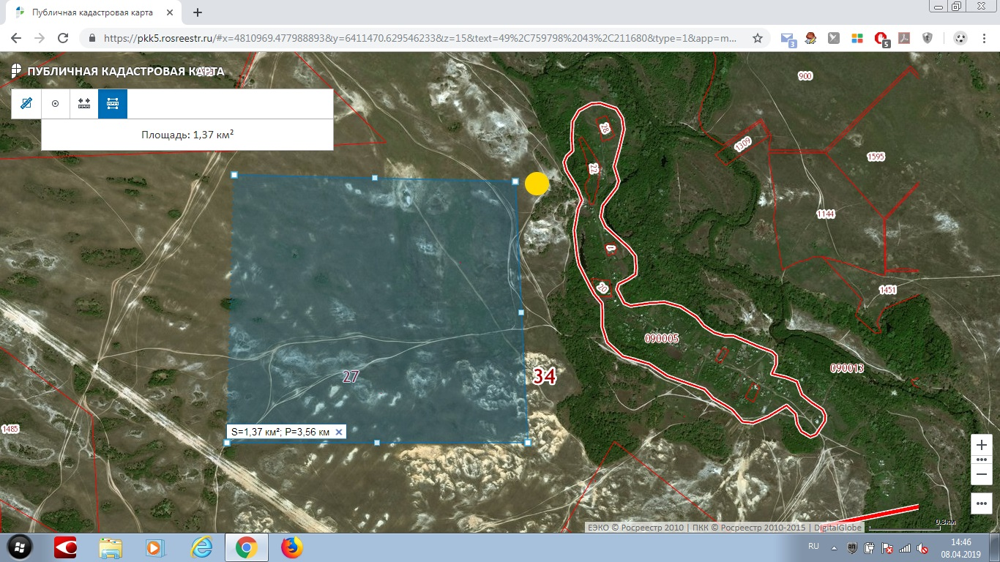 Публичная кадастровая карта
https://pkk5.rosreestr.ru/#x=4810969.477988893&y=6411470.629546233&z=15&text=49%2C759798%2043%2C211680&type=1&app=m...
3
5
ПУБЛИЧНАЯ КАДАСТРОВАЯ КАРТА
Площадь: 1,37 км²
900
28
1309
1595
22
1144
1
20
1451
090005
090013
27
34
1485
S=1,37 км²; P=3,56 км
ЕЭКО © Росреестр 2010 | ПКК © Росреестр 2010-2015 | DigitalGlobe
0.3км
RU
14:46
08.04.2019